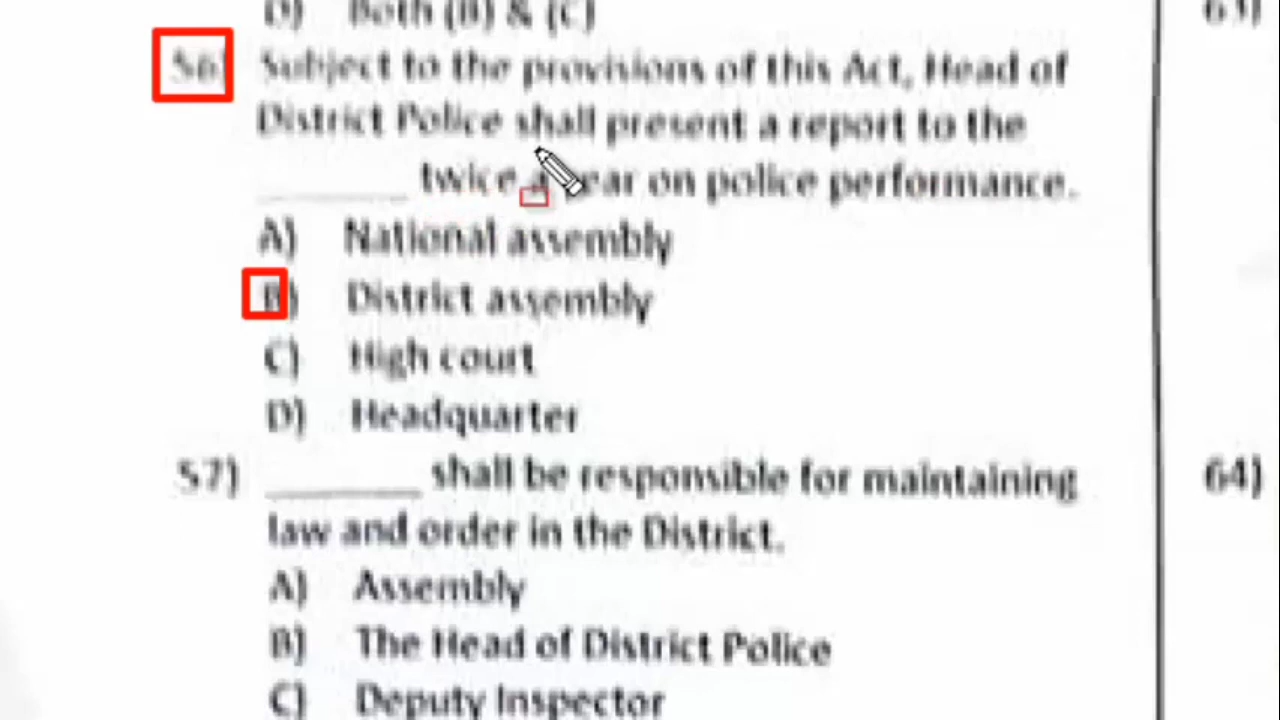 D) Both (B) & (C)
63)
56) Subject to the provisions of this Act, Head of
District Police shall present a report to the
________ twice a year on police performance.
A) National assembly
B) District assembly
C) High court
D) Headquarter
57) ________ shall be responsible for maintaining
64)
law and order in the District.
A) Assembly
B) The Head of District Police
C) Deputy Inspector